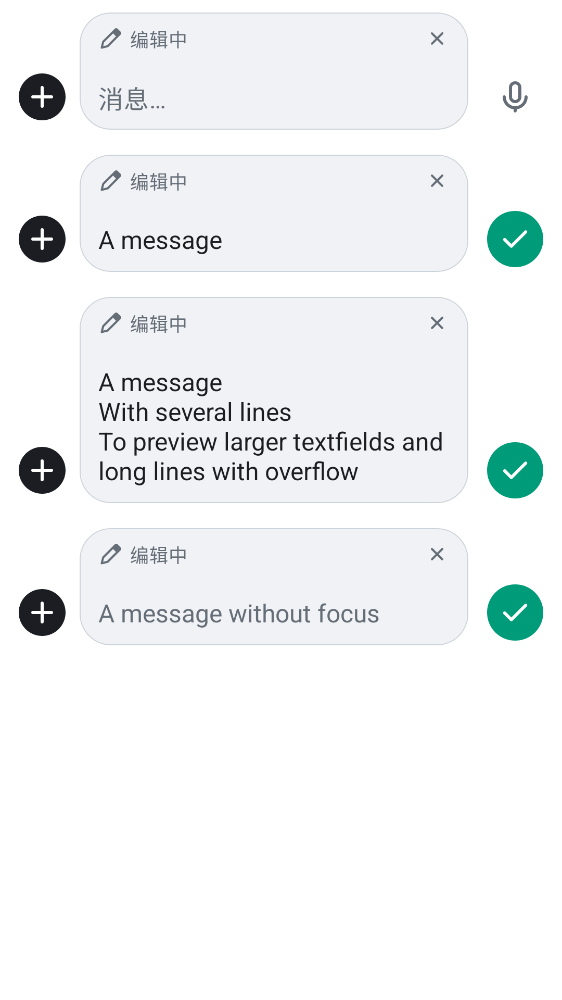 编辑中
消息…
编辑中
A message
编辑中
A message
With several lines
To preview larger textfields and
long lines with overflow
编辑中
A message without focus